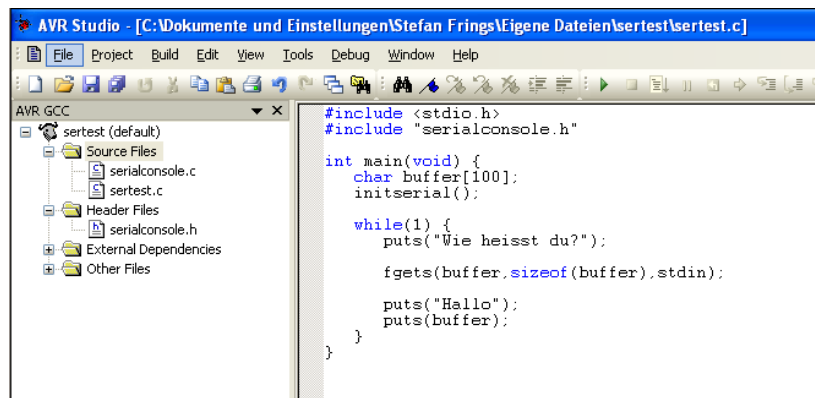 AVR Studio - [C:\Dokumente und Einstellungen\Stefan Frings\Eigene Dateien\sertest\sertest.c]
File Project Build Edit View Tools Debug Window Help
AVR GCC
sertest (default)
Source Files
serialconsole.c
sertest.c
Header Files
serialconsole.h
External Dependencies
Other Files
#include <stdio.h>
#include "serialconsole.h"
int main(void) {
char buffer[100];
initserial();
while(1) {
puts("Wie heisst du?");
fgets(buffer,sizeof(buffer),stdin);
puts("Hallo");
puts(buffer);
}
}